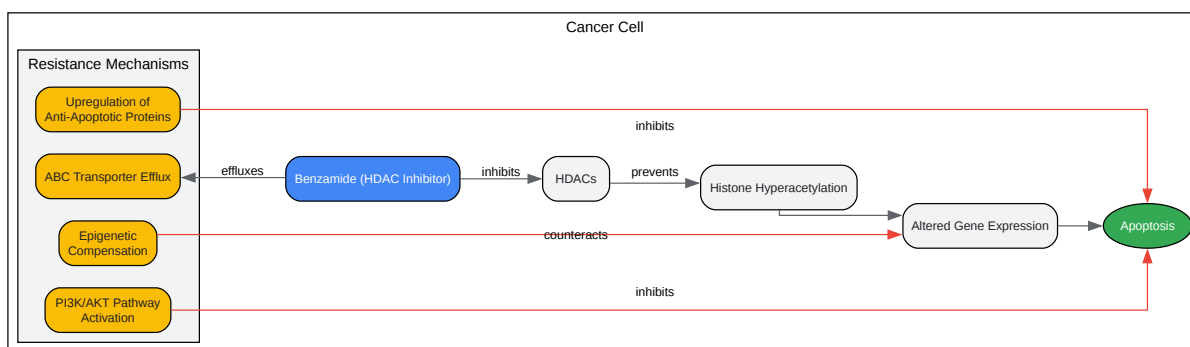 Cancer Cell
Resistance Mechanisms
Upregulation of
Anti-Apoptotic Proteins
inhibits
ABC Transporter Efflux
effluxes
Benzamide (HDAC Inhibitor)
inhibits
HDACs
prevents
Histone Hyperacetylation
Epigenetic
Compensation
counteracts
Altered Gene Expression
Apoptosis
PI3K/AKT Pathway
Activation
inhibits